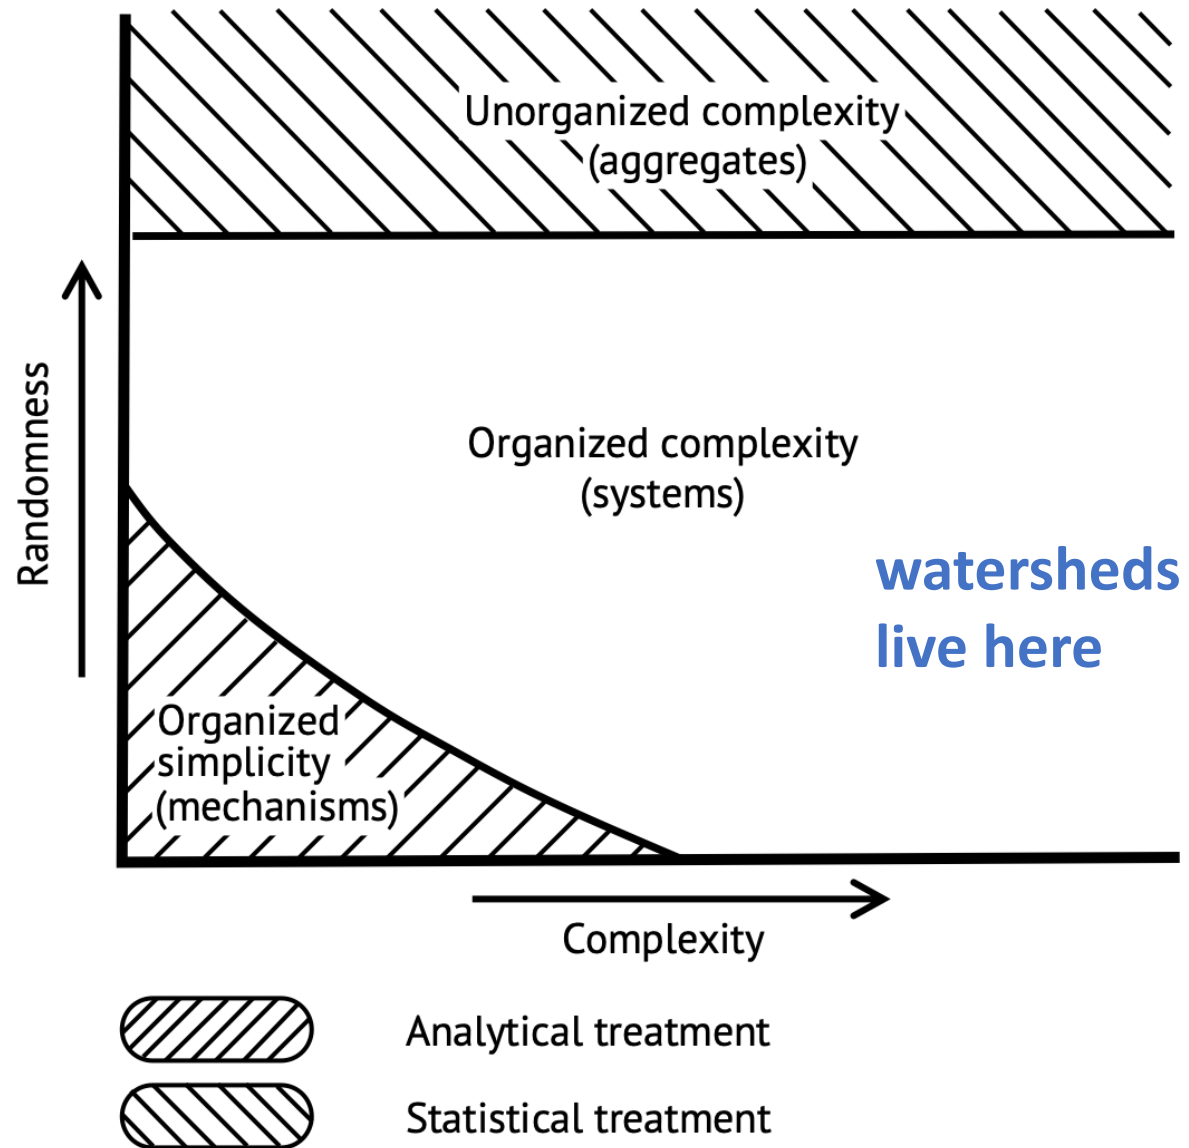 Unorganized complexity
(aggregates)
Randomness
Organized complexity
(systems)
watersheds
live here
Organized
simplicity
(mechanisms)
Complexity
Analytical treatment
Statistical treatment